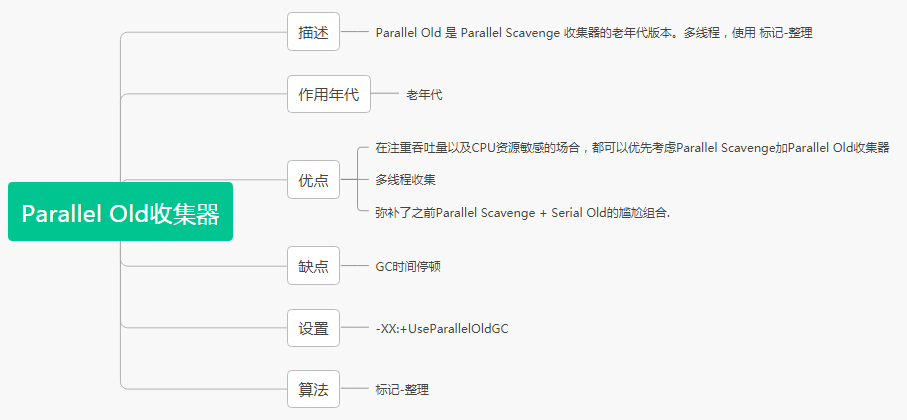 Parallel Old收集器
描述
Parallel Old 是 Parallel Scavenge 收集器的老年代版本。多线程，使用 标记-整理
作用年代
老年代
优点
在注重吞吐量以及CPU资源敏感的场合，都可以优先考虑Parallel Scavenge加Parallel Old收集器
多线程收集
弥补了之前Parallel Scavenge + Serial Old的尴尬组合.
缺点
GC时间停顿
设置
-XX:+UseParallelOldGC
算法
标记-整理